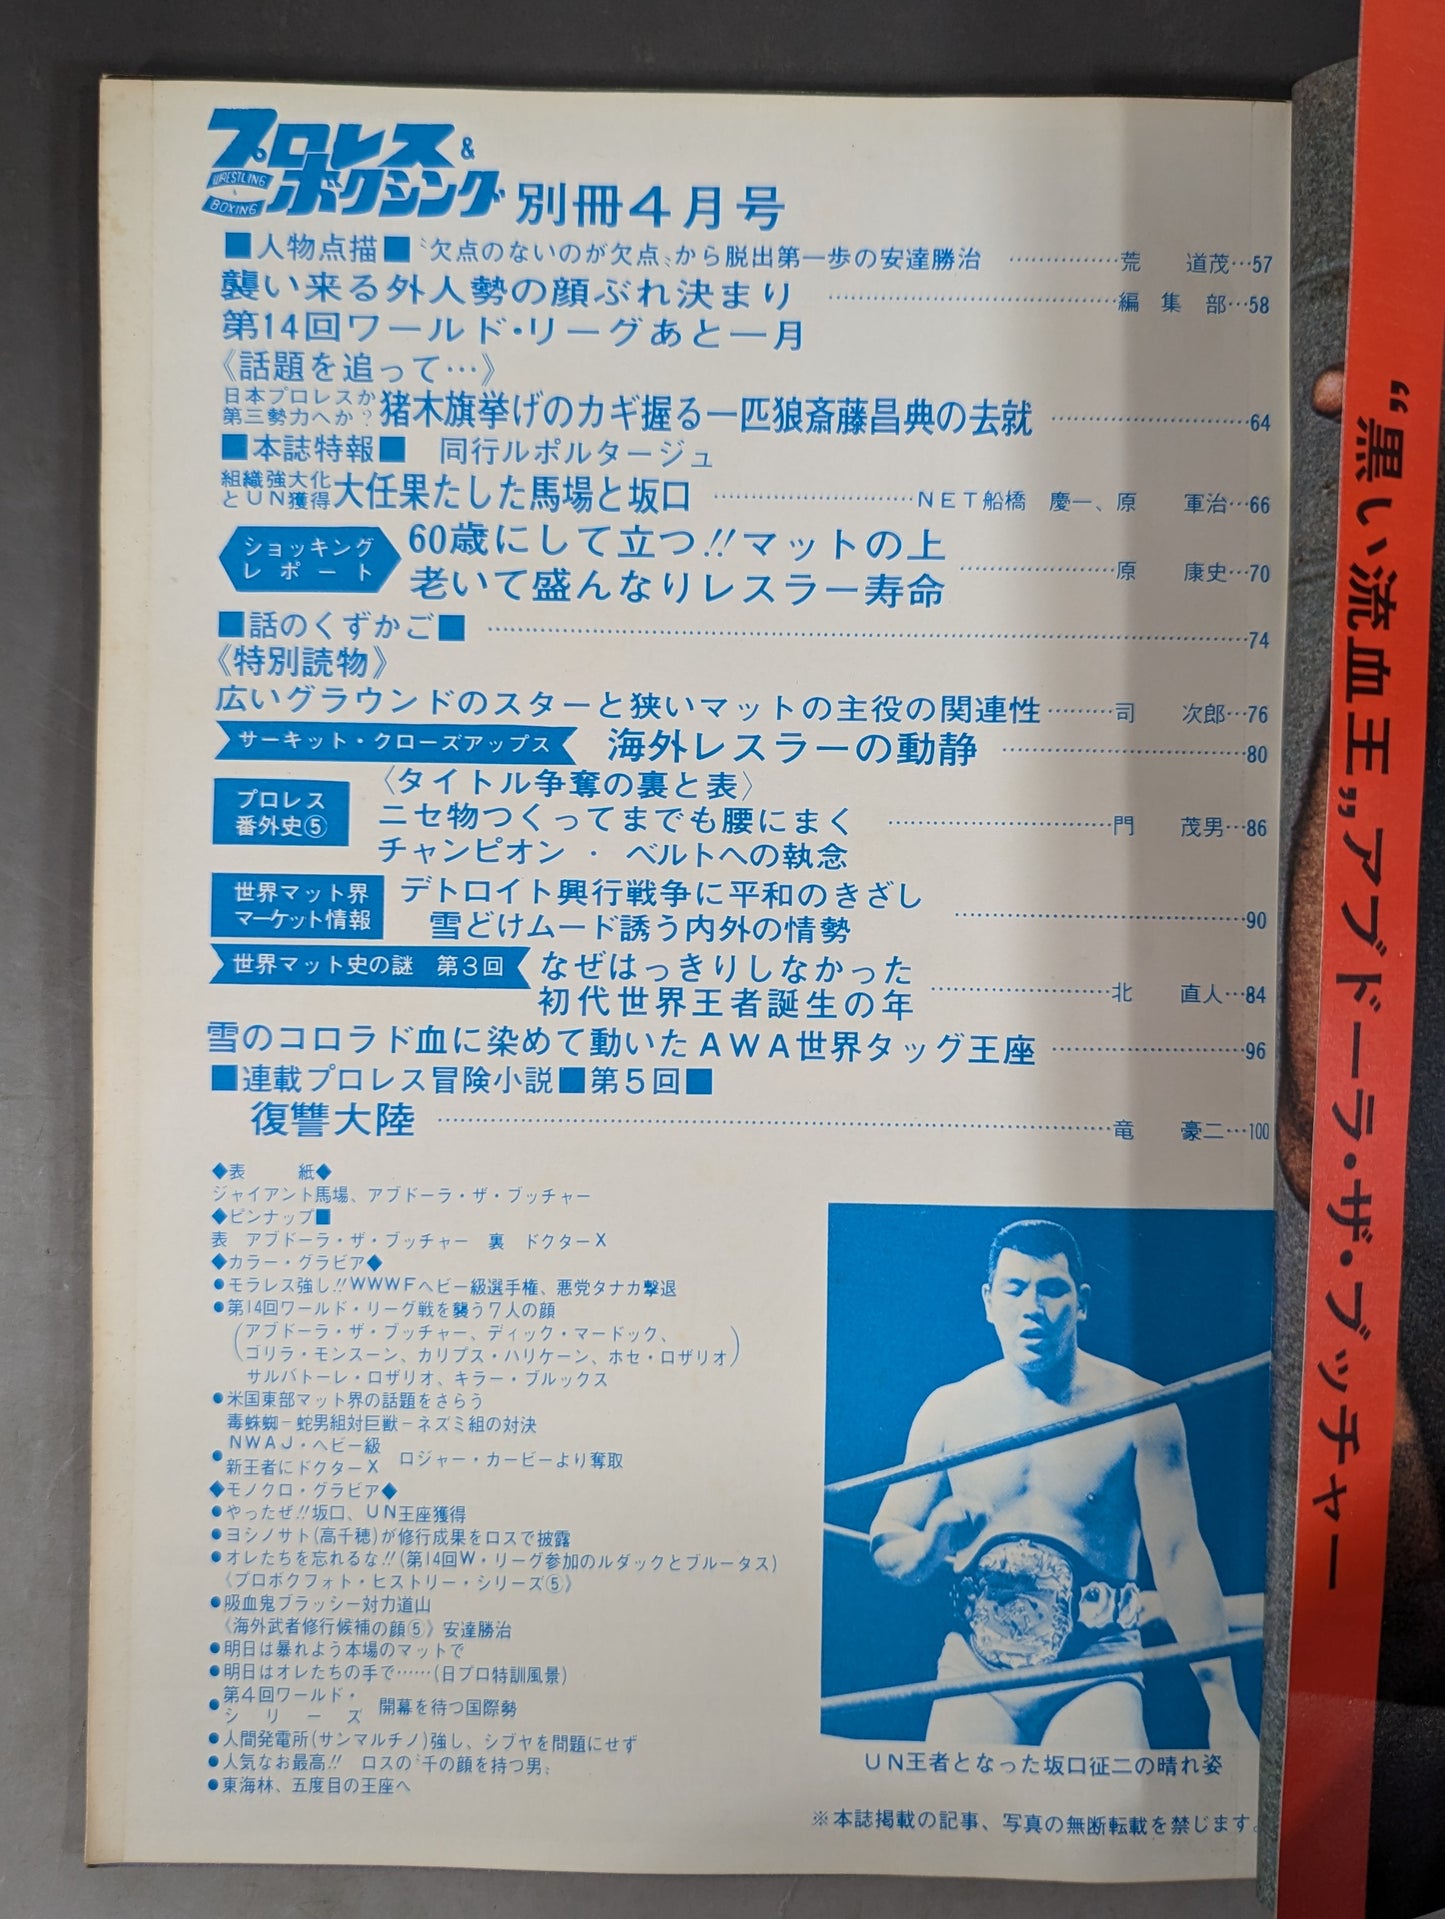 プロレス&
ボクシング 別冊4月号
WRESTLING
&
BOXING
■人物点描■〝欠点のないのが欠点〟から脱出第一歩の安達勝治 ……………荒 道茂…57
襲い来る外人勢の顔ぶれ決まり ……………編集部…58
第14回ワールド・リーグあと一月
《話題を追って…》
日本プロレスか
第三勢力へか? 猪木旗挙げのカギ握る一匹狼斎藤昌典の去就 ……………64
■本誌特報■ 同行ルポルタージュ
組織強大化
とUN獲得 大任果たした馬場と坂口 ……………NET船橋 慶一、原 軍治…66
ショッキング
レポート
60歳にして立つ!!マットの上
老いて盛んなりレスラー寿命 ……………原 康史…70
■話のくずかご■ ……………74
《特別読物》
広いグラウンドのスターと狭いマットの主役の関連性………司 次郎…76
サーキット・クローズアップス 海外レスラーの動静 ……………80
プロレス
番外史⑤
〈タイトル争奪の裏と表〉
ニセ物つくってまでも腰にまく
チャンピオン・ベルトへの執念 ……………門 茂男…86
世界マット界
マーケット情報
デトロイト興行戦争に平和のきざし
雪どけムード誘う内外の情勢 ……………90
世界マット史の謎 第3回
なぜはっきりしなかった
初代世界王者誕生の年 ……………北 直人…84
雪のコロラド血に染めて動いたAWA世界タッグ王座 ……………96
■連載プロレス冒険小説■第5回■
復讐大陸 ……………竜 豪二…100
◆表 紙◆
ジャイアント馬場、アブドーラ・ザ・ブッチャー
◆ピンナップ■
表 アブドーラ・ザ・ブッチャー 裏 ドクターX
◆カラー・グラビア◆
●モラレス強し!!WWWFヘビー級選手権、悪党タナカ撃退
●第14回ワールド・リーグ戦を襲う7人の顔
(アブドーラ・ザ・ブッチャー、ディック・マードック、
ゴリラ・モンスーン、カリプス・ハリケーン、ホセ・ロザリオ)
サルバトーレ・ロザリオ、キラー・ブルックス
●米国東部マット界の話題をさらう
毒蜘蛛-蛇男組対巨獣-ネズミ組の対決
●NWAJ・ヘビー級
新王者にドクターX ロジャー・カービーより奪取
◆モノクロ・グラビア◆
●やったぜ!!坂口、UN王座獲得
●ヨシノサト(高千穂)が修行成果をロスで披露
●オレたちを忘れるな!!(第14回W・リーグ参加のルダックとブルータス)
《プロボクフォト・ヒストリー・シリーズ⑤》
●吸血鬼ブラッシー対力道山
《海外武者修行候補の顔⑤》安達勝治
●明日は暴れよう本場のマットで
●明日はオレたちの手で……(日プロ特訓風景)
●第4回ワールド・
シリーズ 開幕を待つ国際勢
●人間発電所(サンマルチノ)強し、シブヤを問題にせず
●人気なお最高!! ロスの〝千の顔を持つ男〟
●東海林、五度目の王座へ
UN王者となった坂口征二の晴れ姿
※本誌掲載の記事、写真の無断転載を禁じます。
“黒い流血王”アブドーラ・ザ・ブッチャー